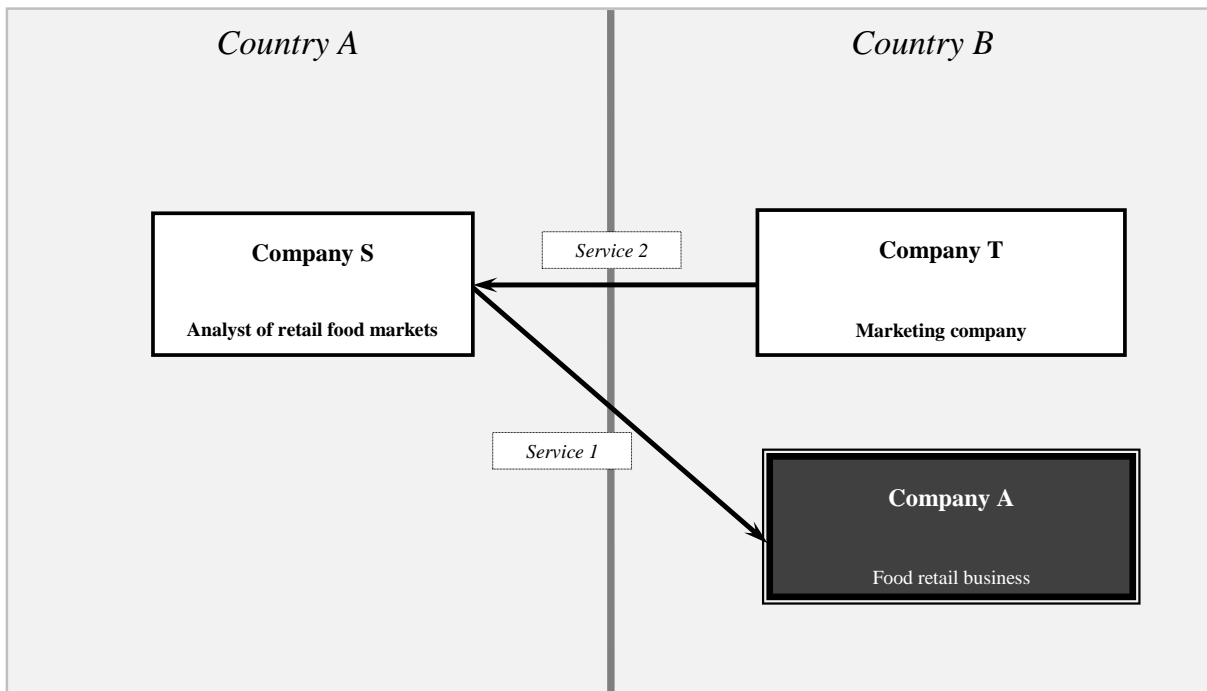 Country A
Country B
Company S
Analyst of retail food markets
Service 2
Company T
Marketing company
Service 1
Company A
Food retail business